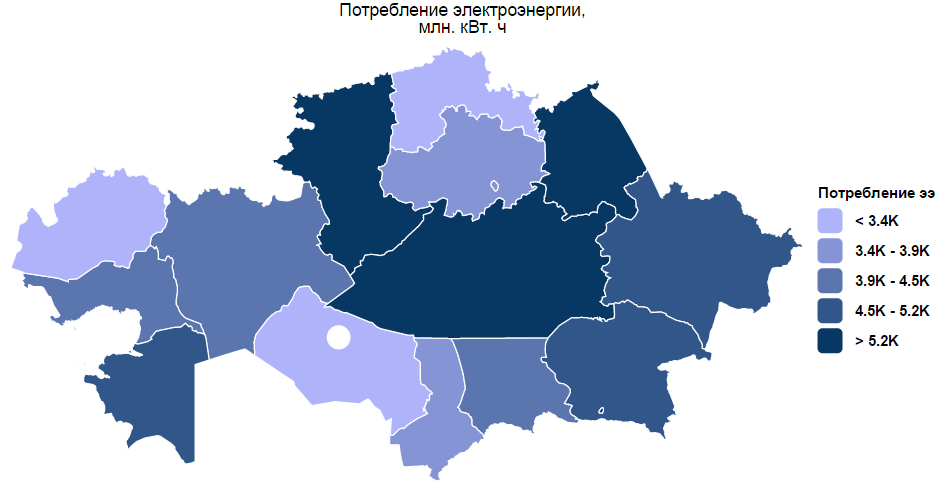 Потребление электроэнергии,
млн. кВт. ч
Потребление ээ
< 3.4K
3.4K - 3.9K
3.9K - 4.5K
4.5K - 5.2K
> 5.2K